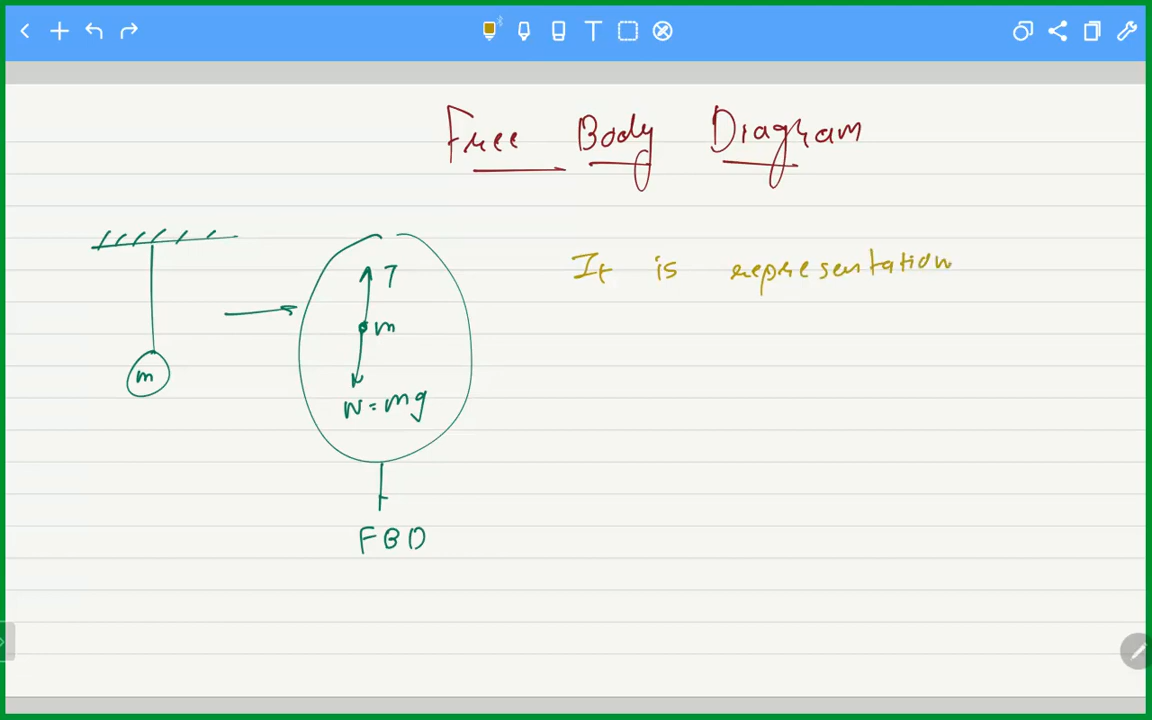 Free Body Diagram
It is representation
T
m
m
W = mg
FBD